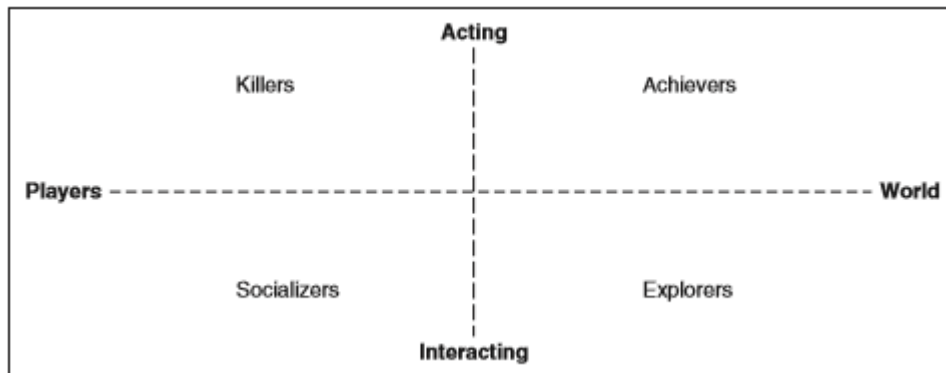 Acting
Killers Achievers
Players World
Socializers Explorers
Interacting